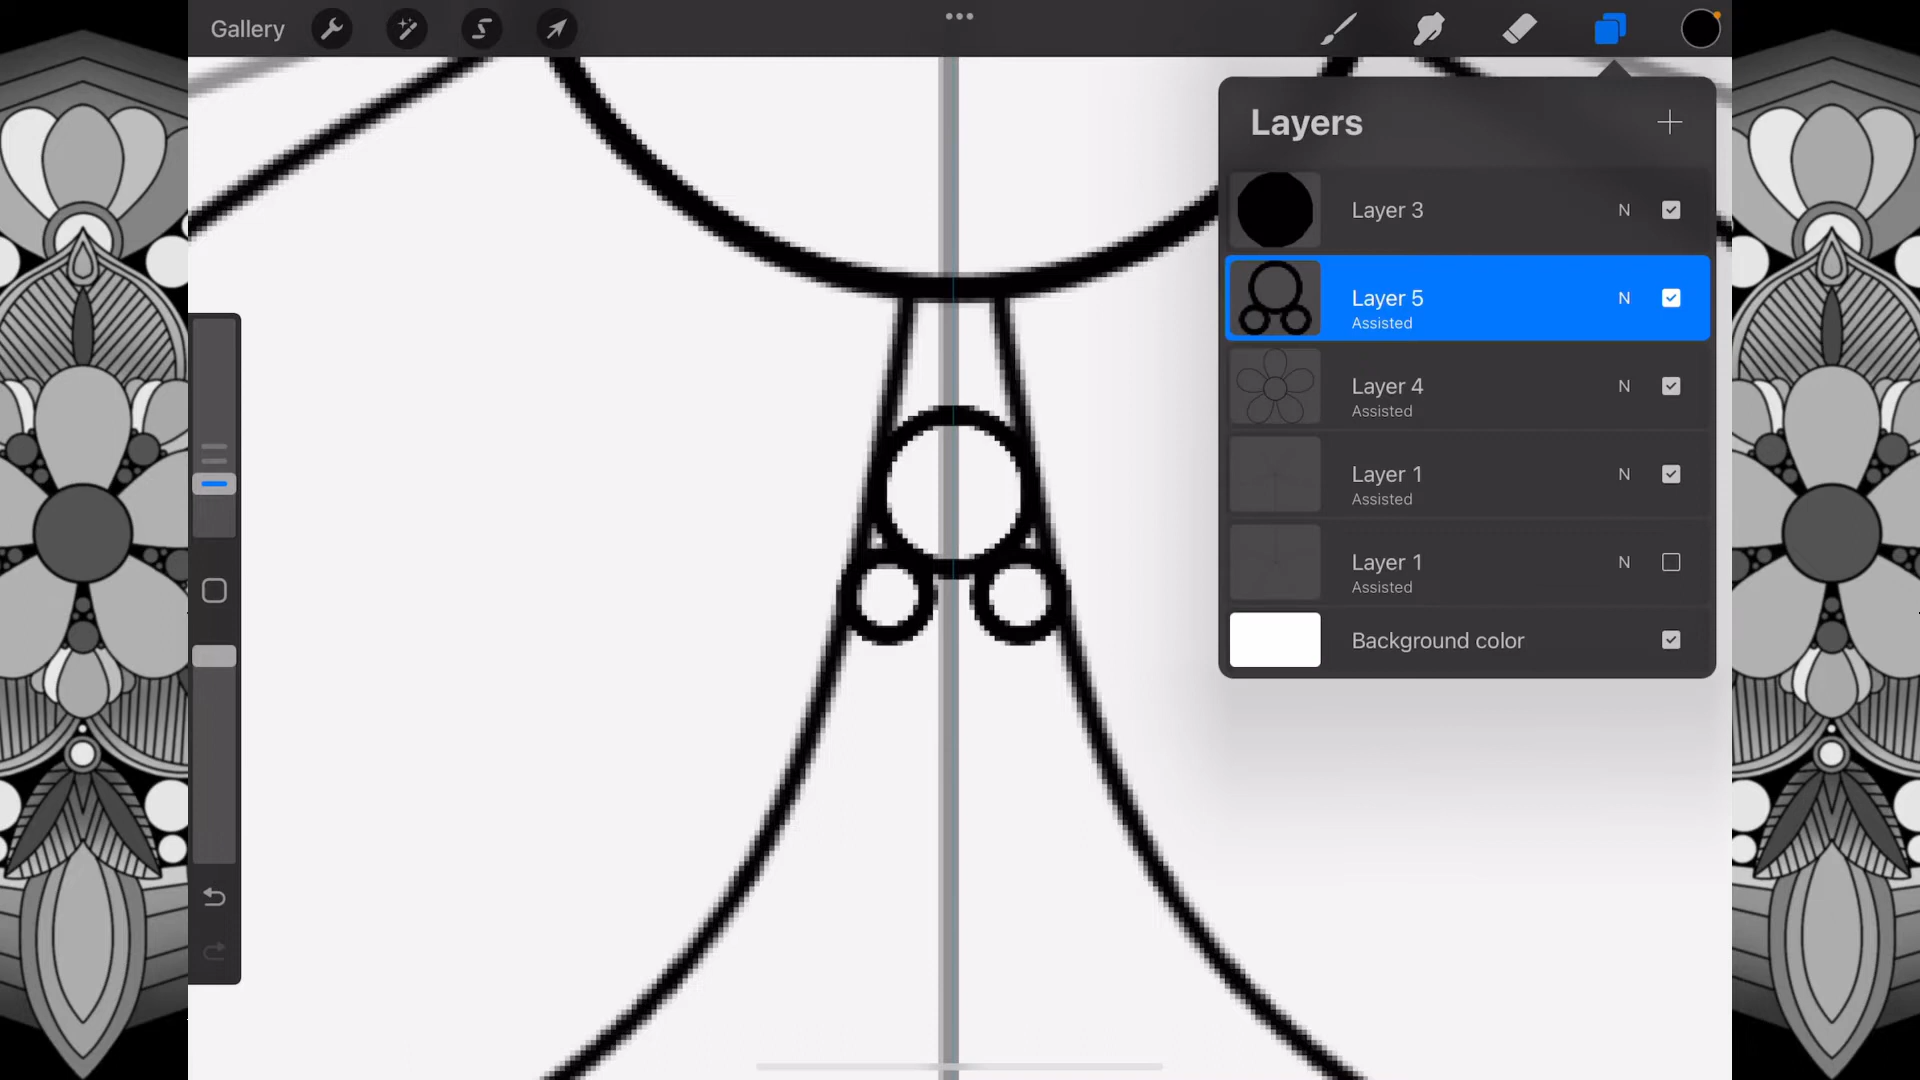 Gallery
Layers
Layer 3 N
Layer 5 N
Assisted
Layer 4 N
Assisted
Layer 1 N
Assisted
Layer 1 N
Assisted
Background color